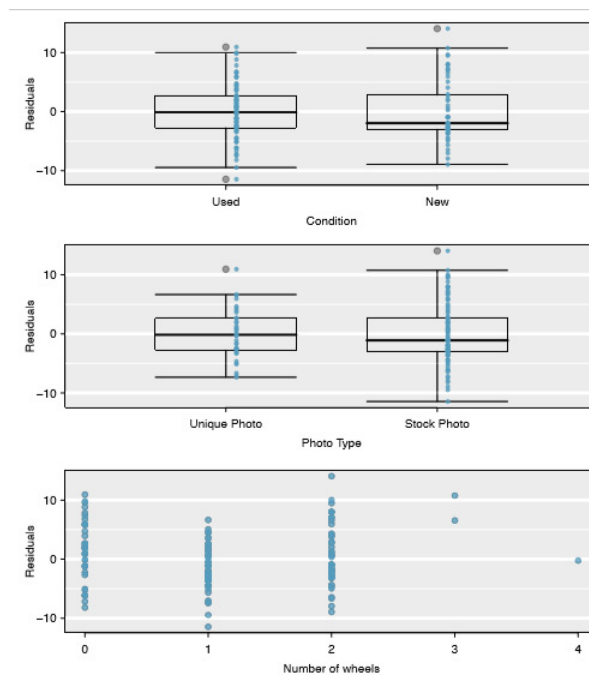 10
0
−10
Residuals
Used
New
Condition
10
0
−10
Residuals
Unique Photo
Stock Photo
Photo Type
10
0
−10
Residuals
0
1
2
3
4
Number of wheels